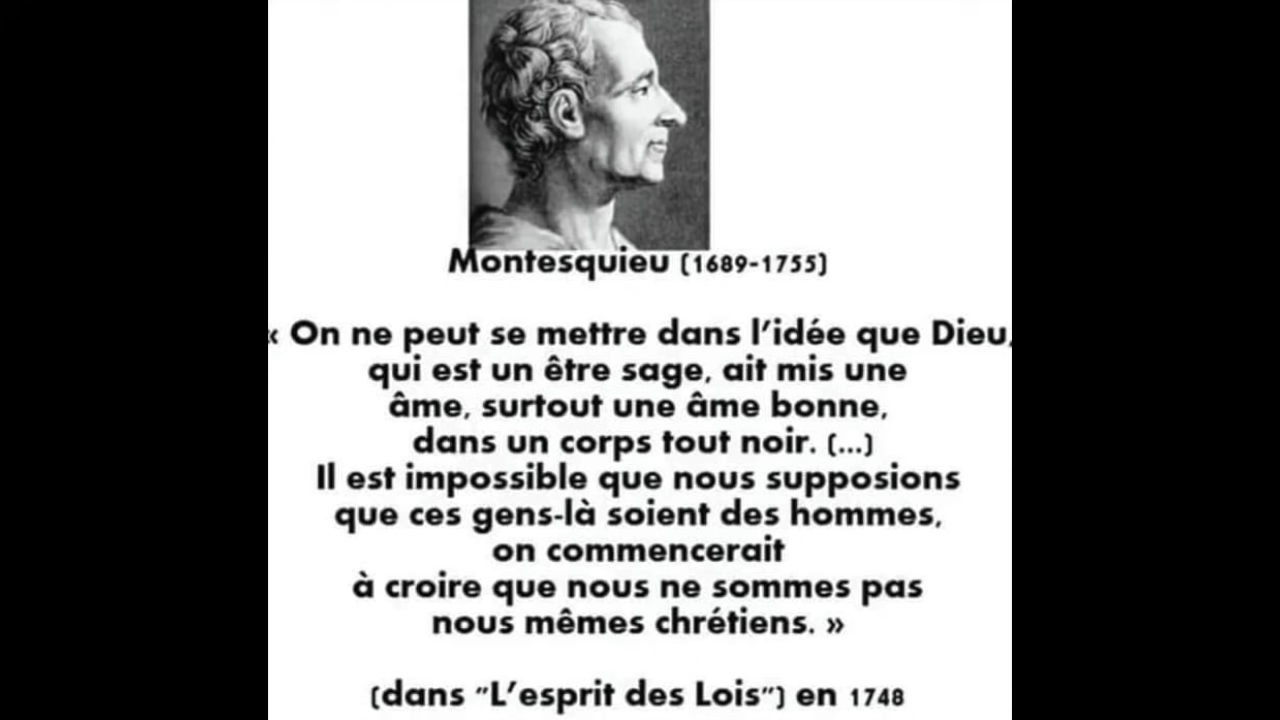 Montesquieu (1689-1755)
« On ne peut se mettre dans l'idée que Dieu,
qui est un être sage, ait mis une
âme, surtout une âme bonne,
dans un corps tout noir. (...)
Il est impossible que nous supposions
que ces gens-là soient des hommes,
on commencerait
à croire que nous ne sommes pas
nous mêmes chrétiens. »
(dans "L'esprit des Lois") en 1748